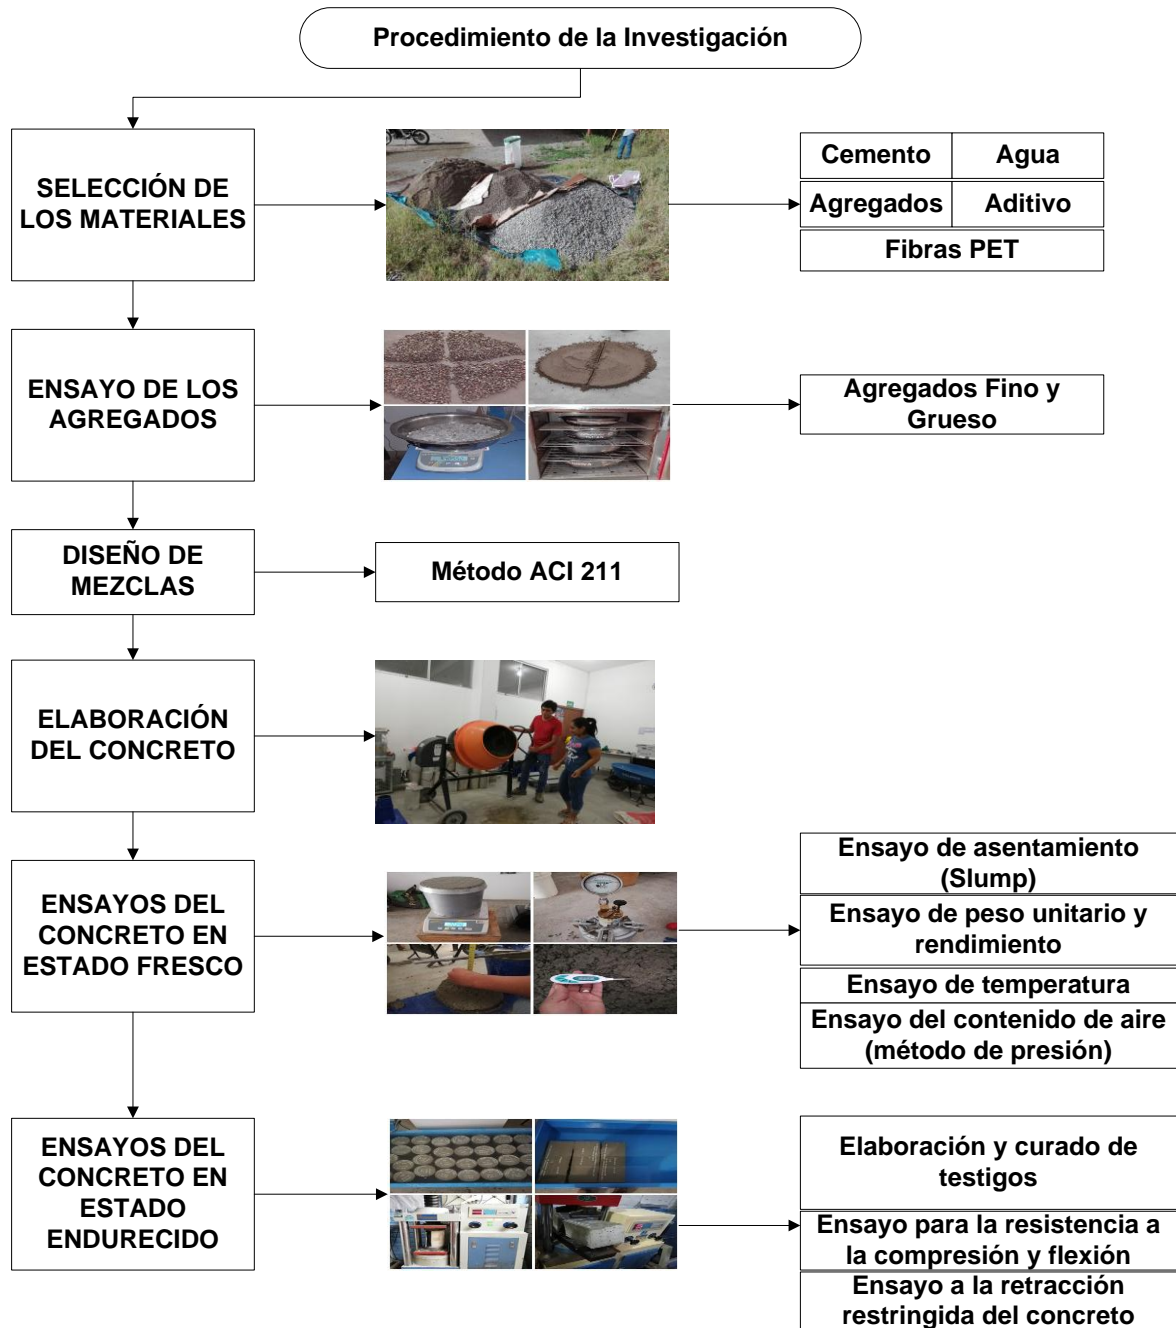 Procedimiento de la Investigación
SELECCIÓN DE
LOS MATERIALES
Cemento
Agua
Agregados
Aditivo
Fibras PET
ENSAYO DE LOS
AGREGADOS
Agregados Fino y
Grueso
DISEÑO DE
MEZCLAS
Método ACI 211
ELABORACIÓN
DEL CONCRETO
ENSAYOS DEL
CONCRETO EN
ESTADO FRESCO
Ensayo de asentamiento
(Slump)
Ensayo de peso unitario y
rendimiento
Ensayo de temperatura
Ensayo del contenido de aire
(método de presión)
ENSAYOS DEL
CONCRETO EN
ESTADO
ENDURECIDO
Elaboración y curado de
testigos
Ensayo para la resistencia a
la compresión y flexión
Ensayo a la retracción
restringida del concreto